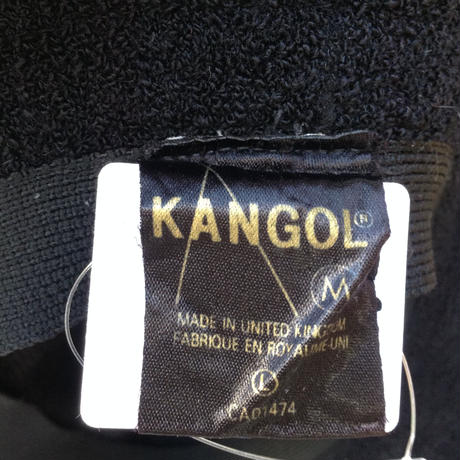 KANGOL®
M
MADE IN UNITED KINGDOM
FABRIQUE EN ROYAUME-UNI
L
CA01474